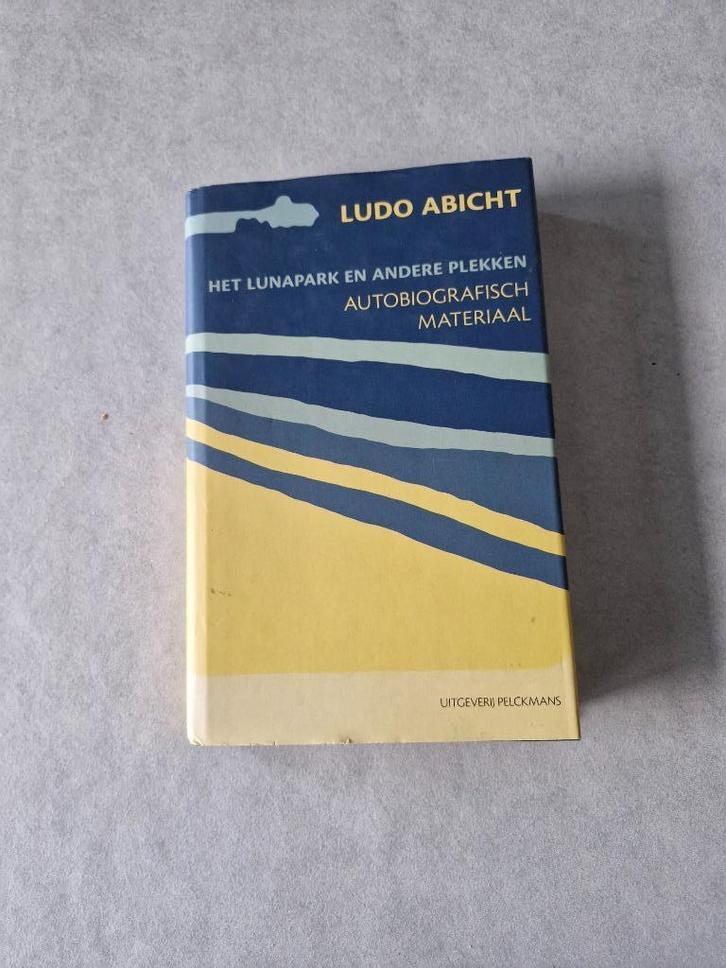 LUDO ABICHT
HET LUNAPARK EN ANDERE PLEKKEN
AUTOBIOGRAFISCH
MATERIAAL
UITGEVERIJ PELCKMANS